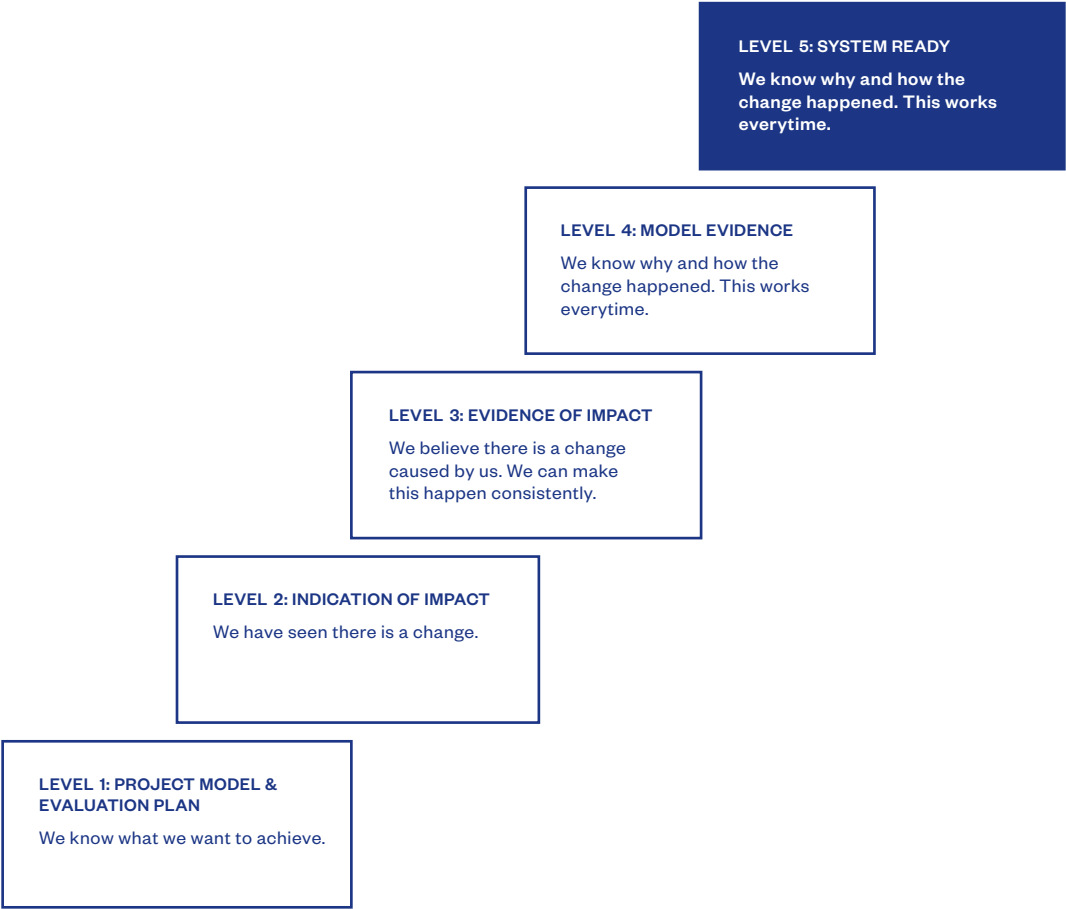 LEVEL 5: SYSTEM READY
We know why and how the
change happened. This works
everytime.
LEVEL 4: MODEL EVIDENCE
We know why and how the
change happened. This works
everytime.
LEVEL 3: EVIDENCE OF IMPACT
We believe there is a change
caused by us. We can make
this happen consistently.
LEVEL 2: INDICATION OF IMPACT
We have seen there is a change.
LEVEL 1: PROJECT MODEL &
EVALUATION PLAN
We know what we want to achieve.